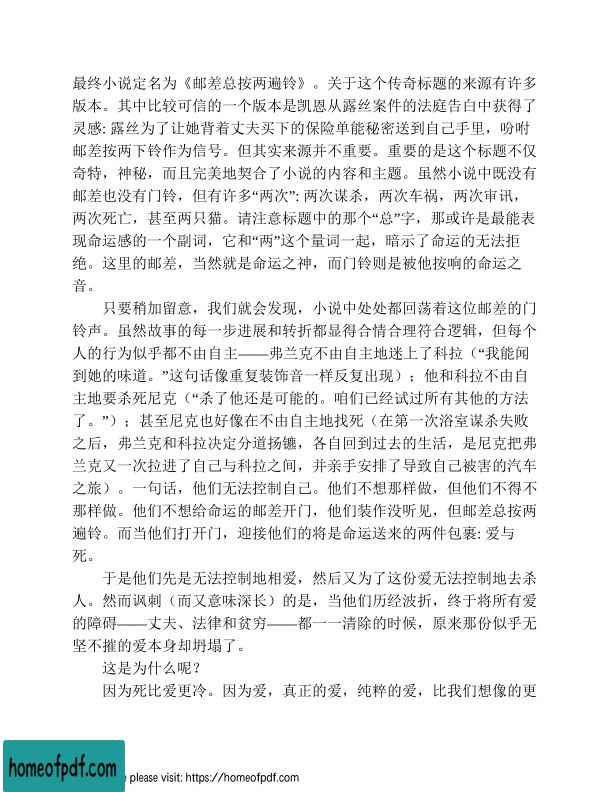 最终小说定名为《邮差总按两遍铃》。关于这个传奇标题的来源有许多
版本。其中比较可信的一个版本是凯恩从露丝案件的法庭告白中获得了
灵感: 露丝为了让她背着丈夫买下的保险单能秘密送到自己手里，吩咐
邮差按两下铃作为信号。但其实来源并不重要。重要的是这个标题不仅
奇特，神秘，而且完美地契合了小说的内容和主题。虽然小说中既没有
邮差也没有门铃，但有许多“两次”: 两次谋杀，两次车祸，两次审讯，
两次死亡，甚至两只猫。请注意标题中的那个“总”字，那或许是最能表
现命运感的一个副词，它和“两”这个量词一起，暗示了命运的无法拒
绝。这里的邮差，当然就是命运之神，而门铃则是被他按响的命运之
音。
只要稍加留意，我们就会发现，小说中处处都回荡着这位邮差的门
铃声。虽然故事的每一步进展和转折都显得合情合理符合逻辑，但每个
人的行为似乎都不由自主——弗兰克不由自主地迷上了科拉（“我能闻
到她的味道。”这句话像重复装饰音一样反复出现）；他和科拉不由自
主地要杀死尼克（“杀了他还是可能的。咱们已经试过所有其他的方法
了。”）；甚至尼克也好像在不由自主地找死（在第一次浴室谋杀失败
之后，弗兰克和科拉决定分道扬镳，各自回到过去的生活，是尼克把弗
兰克又一次拉进了自己与科拉之间，并亲手安排了导致自己被害的汽车
之旅）。一句话，他们无法控制自己。他们不想那样做，但他们不得不
那样做。他们不想给命运的邮差开门，他们装作没听见，但邮差总按两
遍铃。而当他们打开门，迎接他们的将是命运送来的两件包裹: 爱与
死。
于是他们先是无法控制地相爱，然后又为了这份爱无法控制地去杀
人。然而讽刺（而又意味深长）的是，当他们历经波折，终于将所有爱
的障碍——丈夫、法律和贫穷——都一一清除的时候，原来那份似乎无
坚不摧的爱本身却坍塌了。
这是为什么呢？
因为死比爱更冷。因为爱，真正的爱，纯粹的爱，比我们想像的更
homeofpdf.com
e please visit: https://homeofpdf.com